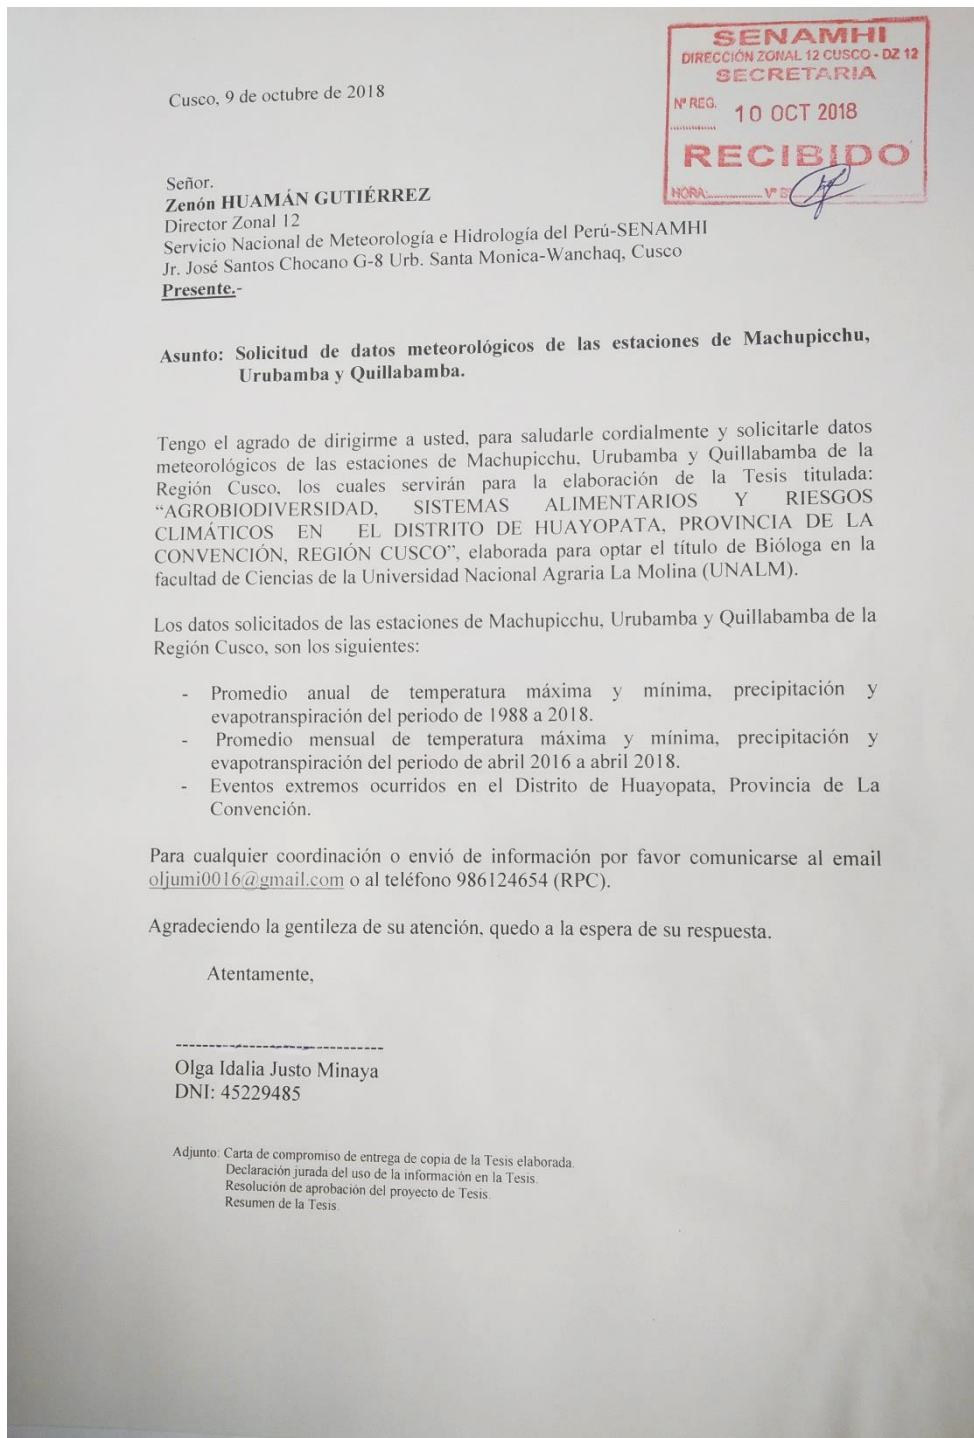 SENAMHI
DIRECCIÓN ZONAL 12 CUSCO - DZ 12
SECRETARIA
Nº REG.
10 OCT 2018
RECIBIDO
HORA: Vº B
Cusco, 9 de octubre de 2018
Señor.
Zenón HUAMÁN GUTIÉRREZ
Director Zonal 12
Servicio Nacional de Meteorología e Hidrología del Perú-SENAMHI
Jr. José Santos Chocano G-8 Urb. Santa Monica-Wanchaq, Cusco
Presente.-
Asunto: Solicitud de datos meteorológicos de las estaciones de Machupicchu,
Urubamba y Quillabamba.
Tengo el agrado de dirigirme a usted, para saludarle cordialmente y solicitarle datos
meteorológicos de las estaciones de Machupicchu, Urubamba y Quillabamba de la
Región Cusco, los cuales servirán para la elaboración de la Tesis titulada:
“AGROBIODIVERSIDAD, SISTEMAS ALIMENTARIOS Y RIESGOS
CLIMÁTICOS EN EL DISTRITO DE HUAYOPATA, PROVINCIA DE LA
CONVENCIÓN, REGIÓN CUSCO”, elaborada para optar el título de Bióloga en la
facultad de Ciencias de la Universidad Nacional Agraria La Molina (UNALM).
Los datos solicitados de las estaciones de Machupicchu, Urubamba y Quillabamba de la
Región Cusco, son los siguientes:
- Promedio anual de temperatura máxima y mínima, precipitación y
evapotranspiración del periodo de 1988 a 2018.
- Promedio mensual de temperatura máxima y mínima, precipitación y
evapotranspiración del periodo de abril 2016 a abril 2018.
- Eventos extremos ocurridos en el Distrito de Huayopata, Provincia de La
Convención.
Para cualquier coordinación o envió de información por favor comunicarse al email
oljumi0016@gmail.com o al teléfono 986124654 (RPC).
Agradeciendo la gentileza de su atención, quedo a la espera de su respuesta.
Atentamente,
Olga Idalia Justo Minaya
DNI: 45229485
Adjunto: Carta de compromiso de entrega de copia de la Tesis elaborada.
Declaración jurada del uso de la información en la Tesis.
Resolución de aprobación del proyecto de Tesis.
Resumen de la Tesis.